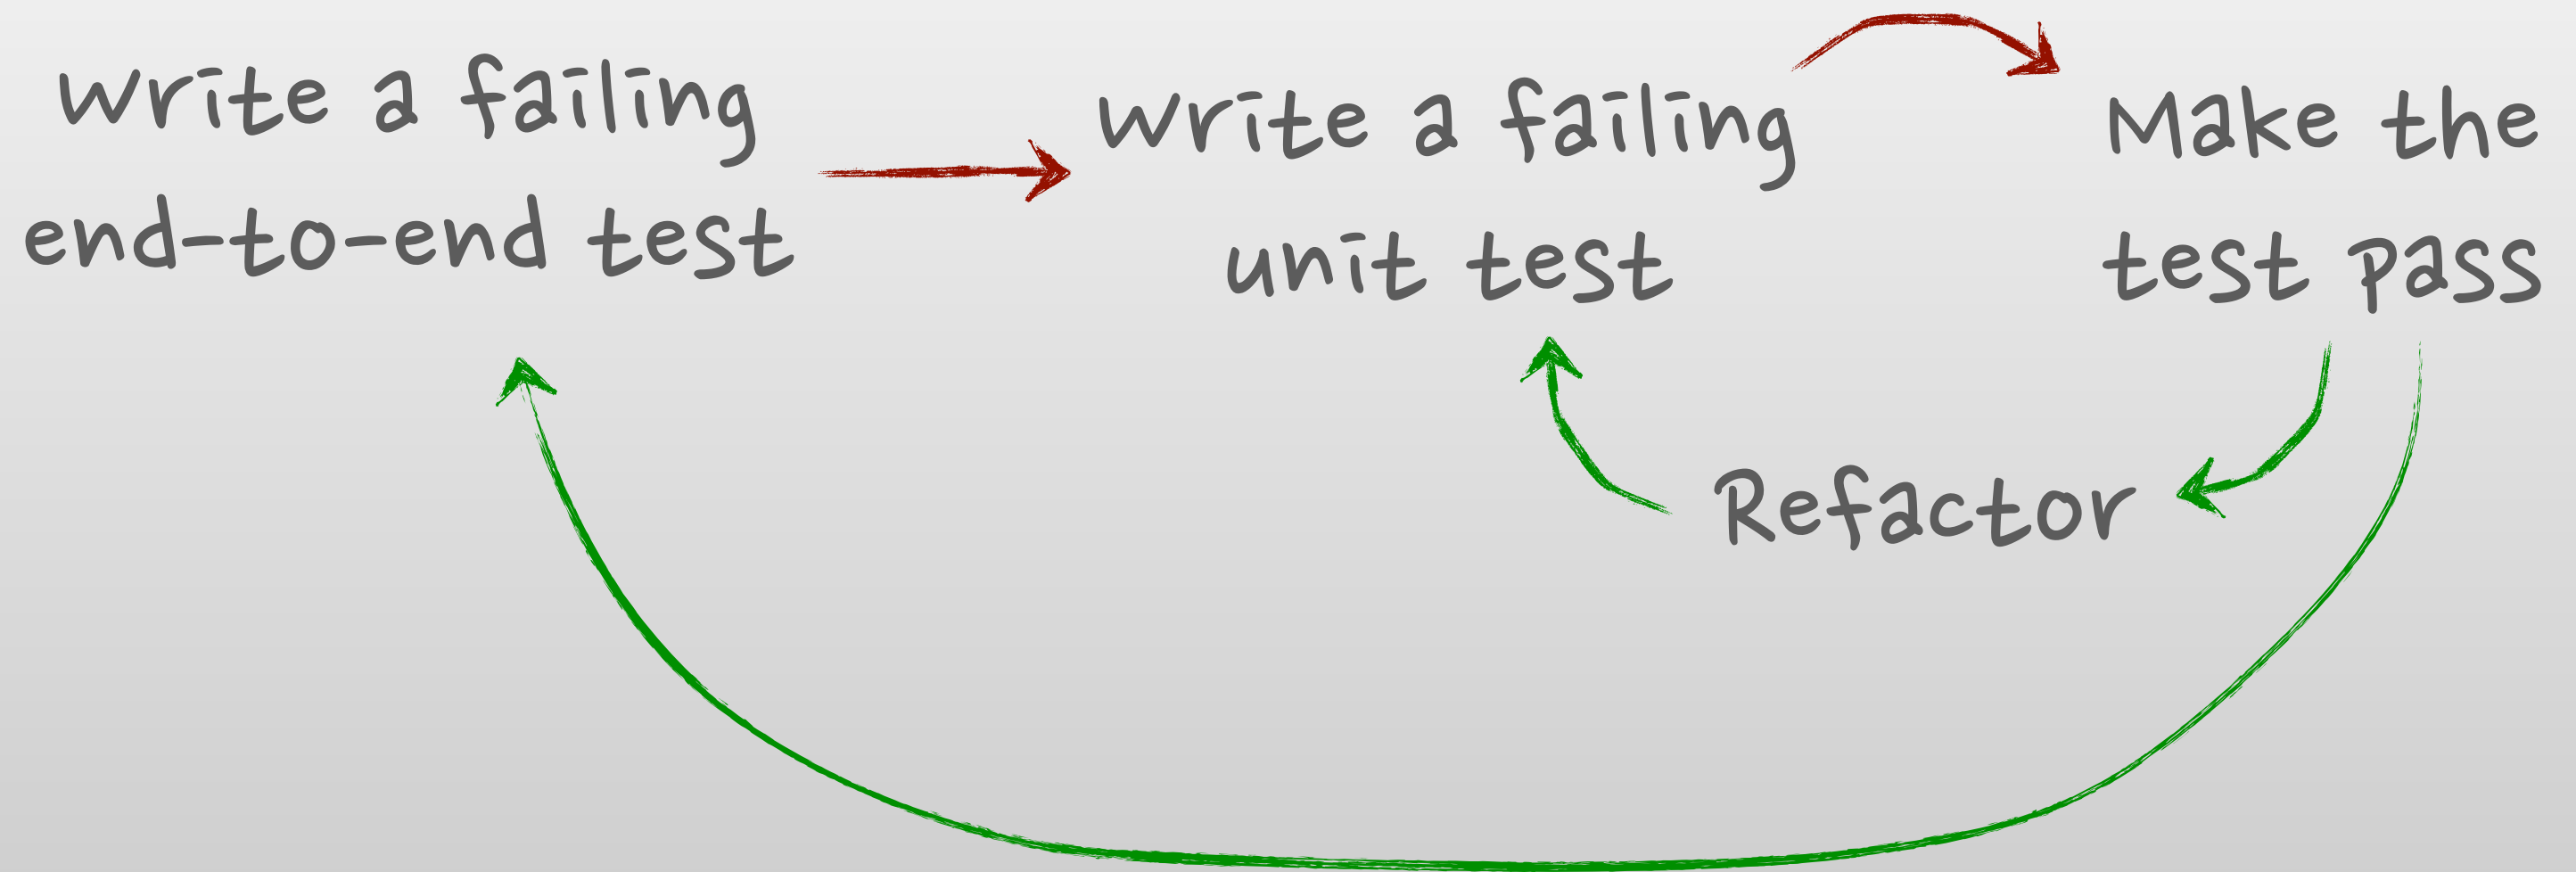 Write a failing
end-to-end test
Write a failing
unit test
Make the
test pass
Refactor